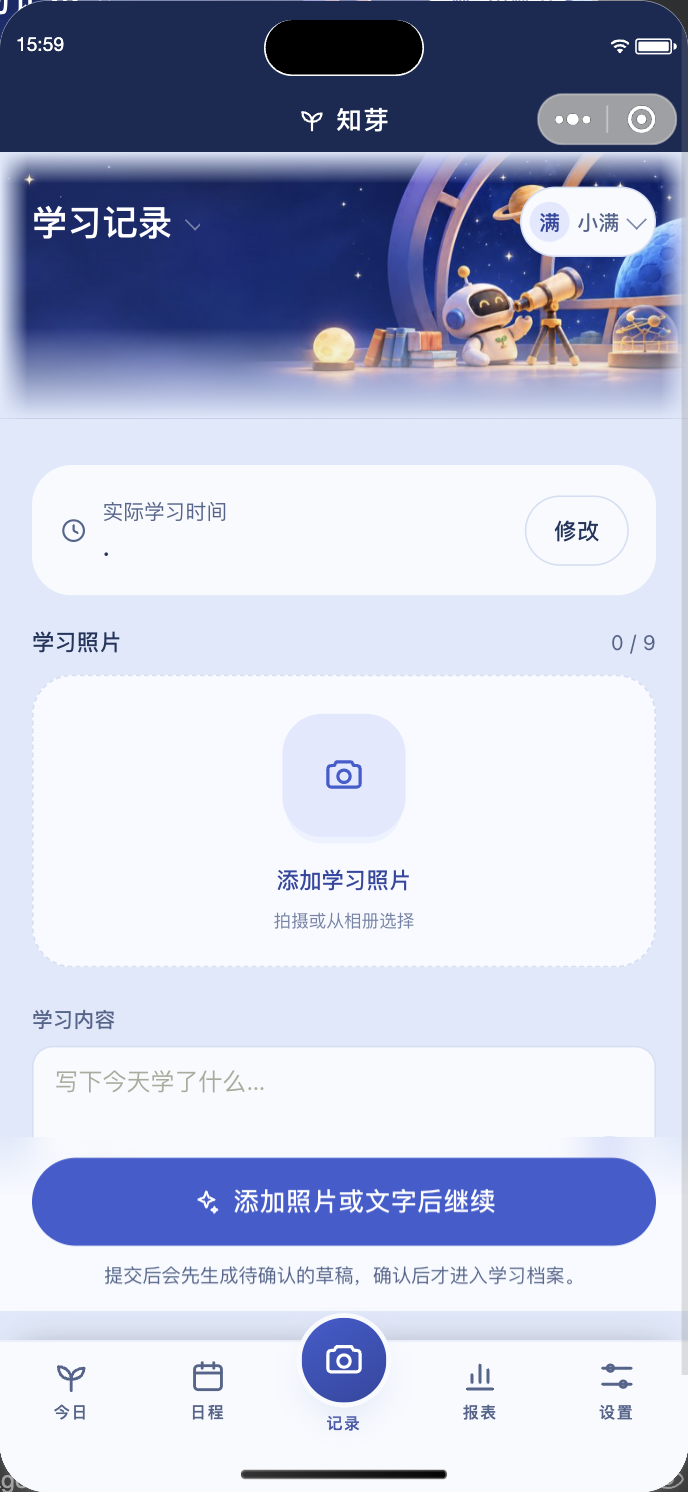 15:59
知芽
学习记录
满 小满
实际学习时间
.
修改
学习照片
0 / 9
添加学习照片
拍摄或从相册选择
学习内容
写下今天学了什么...
添加照片或文字后继续
提交后会先生成待确认的草稿，确认后才进入学习档案。
今日
日程
记录
报表
设置